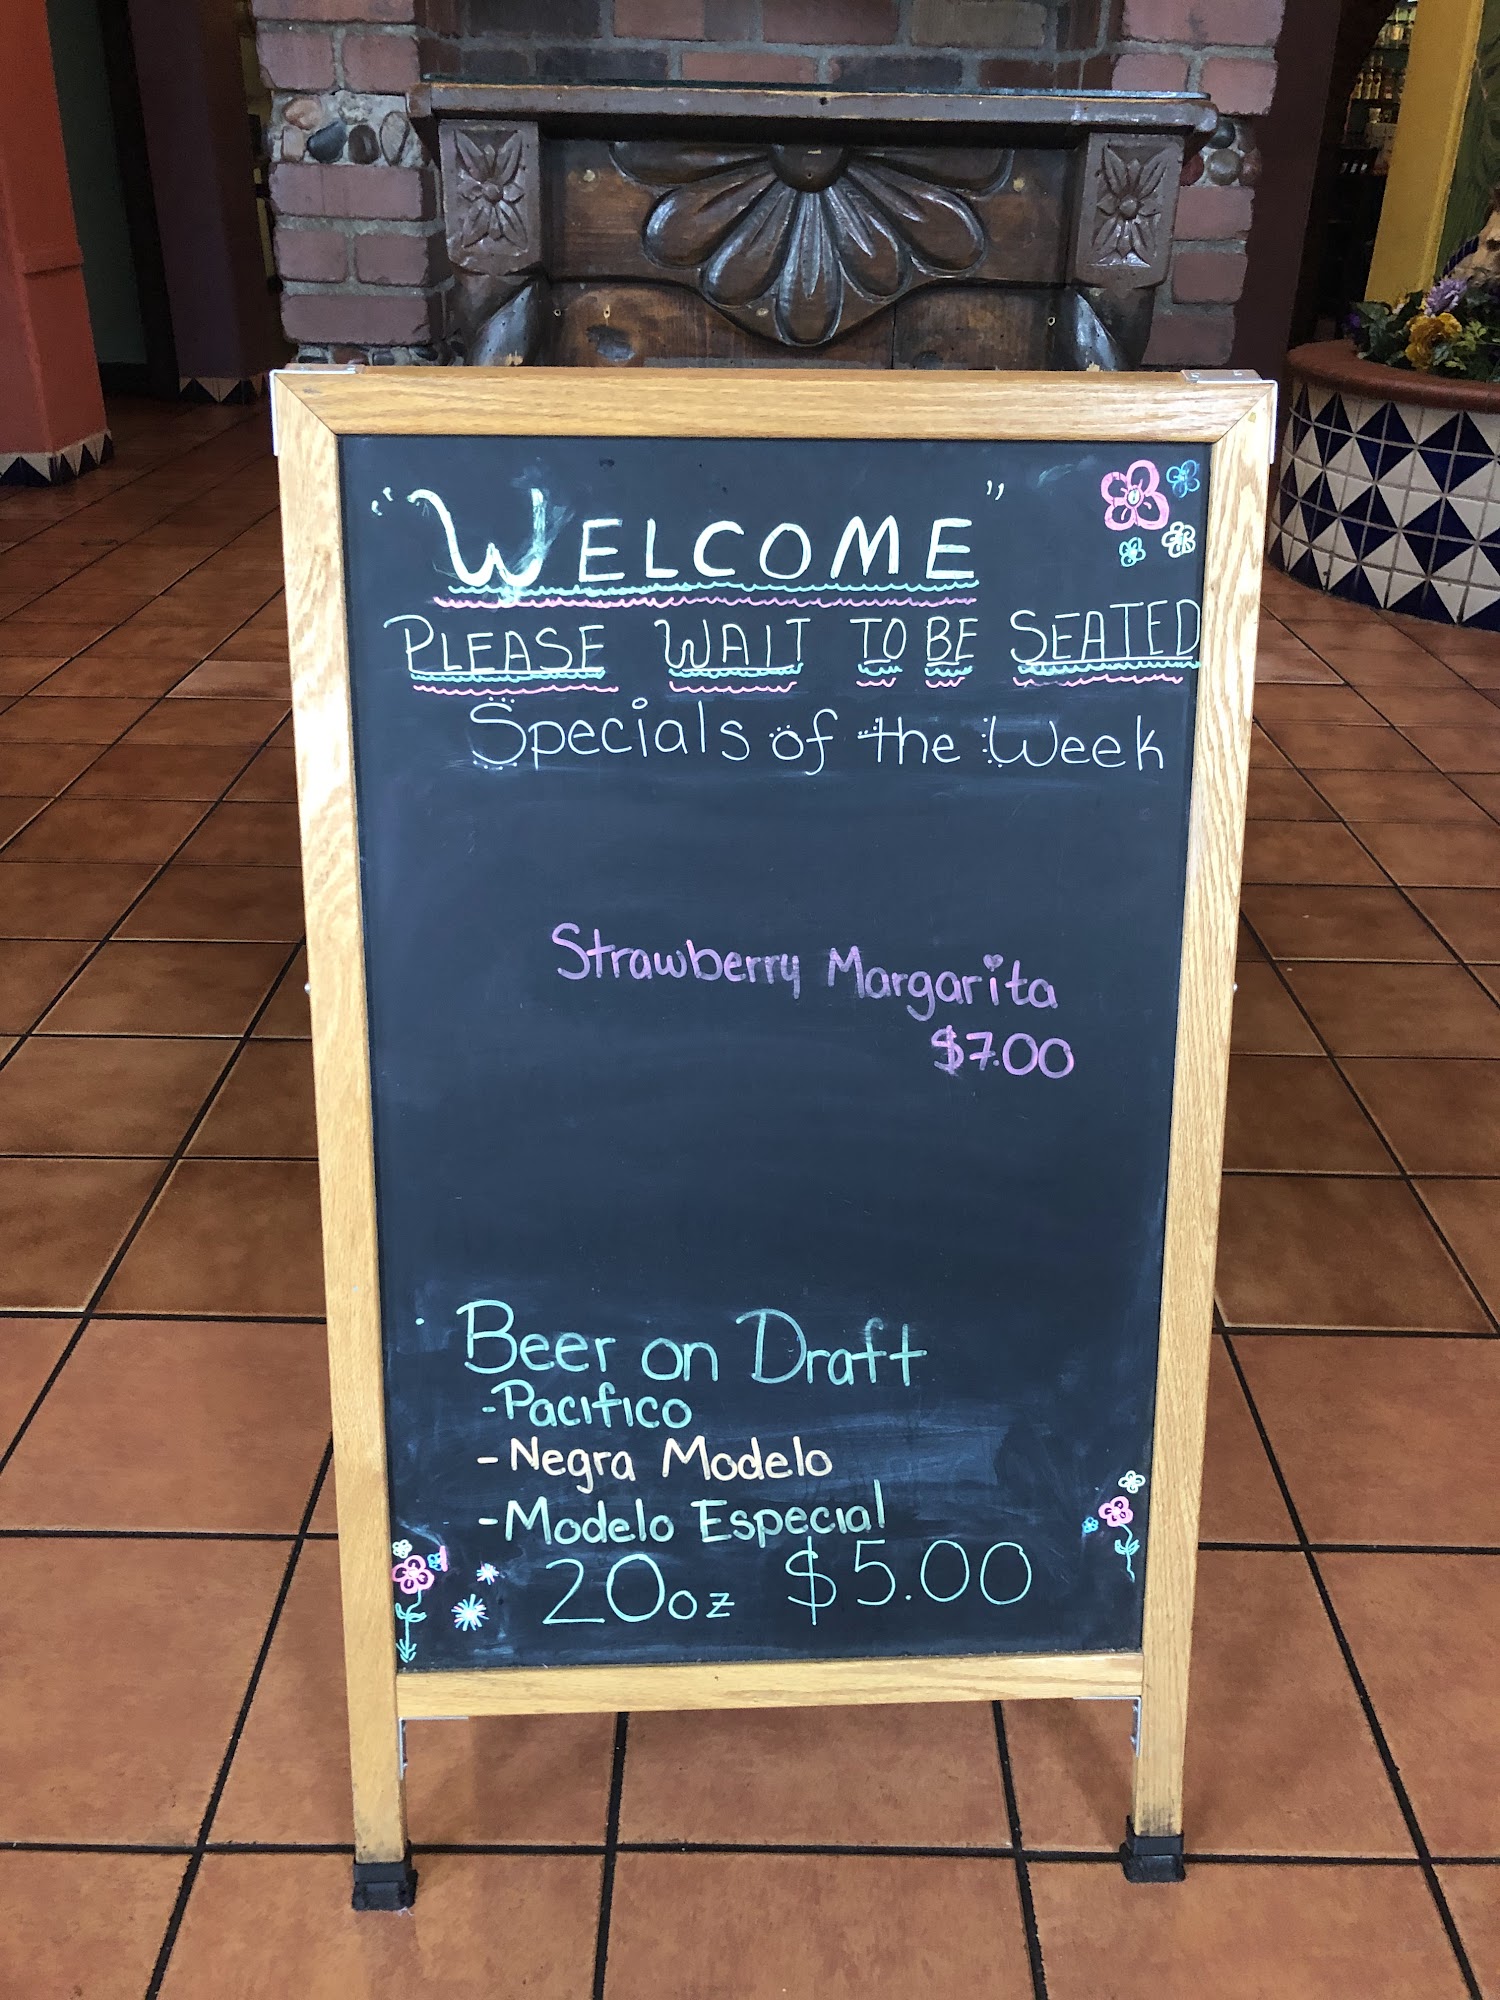 "WELCOME"
PLEASE WAIT TO BE SEATED
Specials of the Week
Strawberry Margarita
$7.00
Beer on Draft
-Pacifico
-Negra Modelo
-Modelo Especial
20oz $5.00